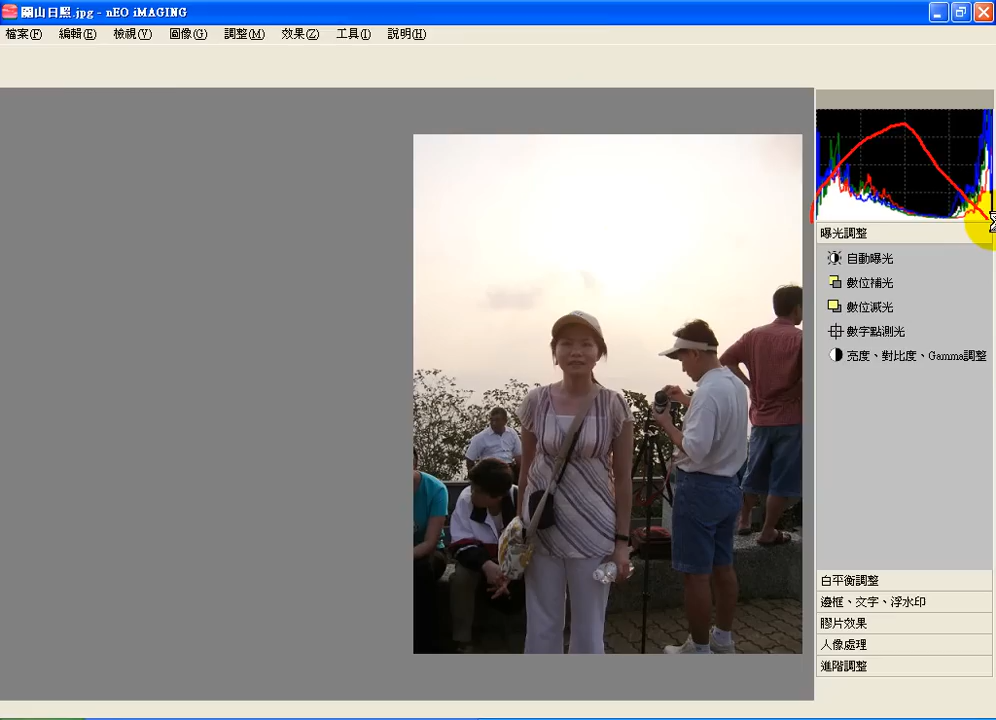 關山日照.jpg - nEO iMAGING
檔案(F) 編輯(E) 檢視(V) 圖像(G) 調整(M) 效果(Z) 工具(I) 說明(H)
曝光調整
自動曝光
數位補光
數位減光
數字點測光
亮度、對比度、Gamma調整
白平衡調整
邊框、文字、浮水印
膠片效果
人像處理
進階調整